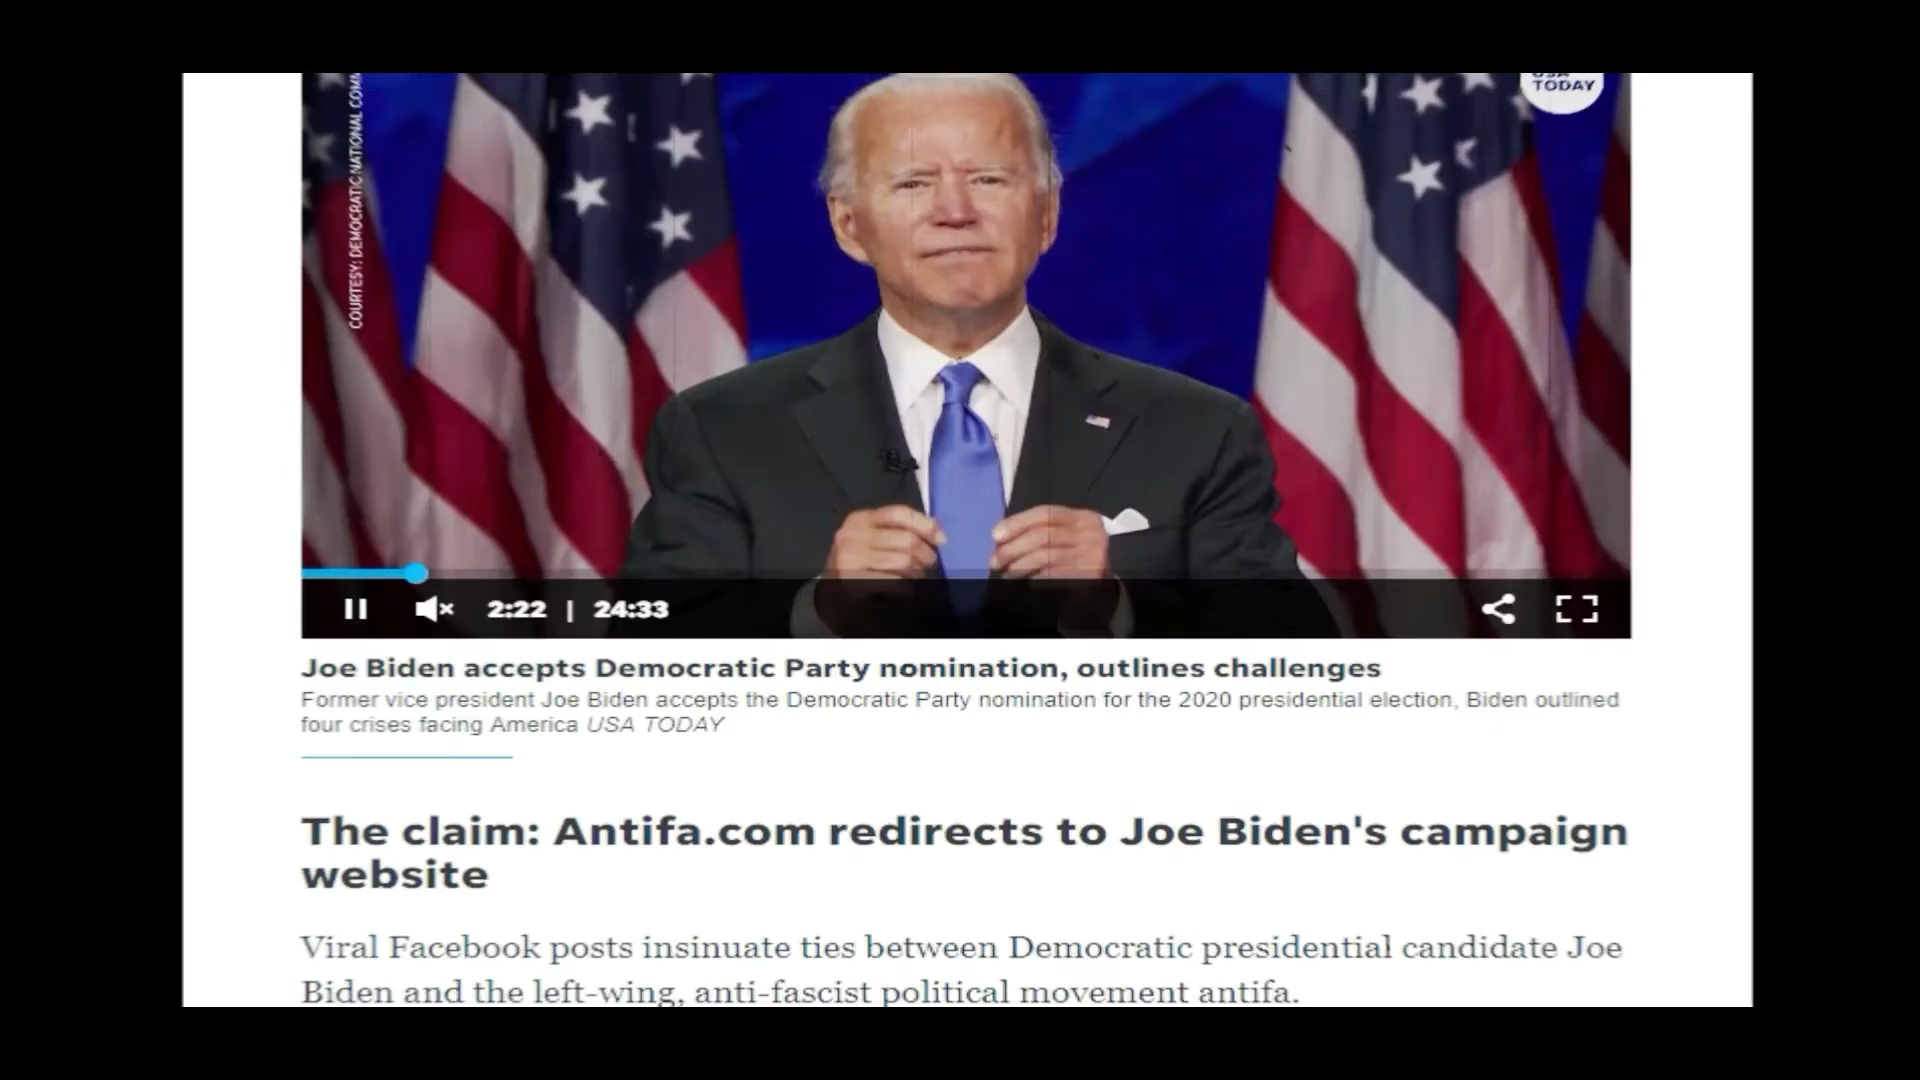 COURTESY: DEMOCRATIC NATIONAL COMM
USA
TODAY
2:22 | 24:33
Joe Biden accepts Democratic Party nomination, outlines challenges
Former vice president Joe Biden accepts the Democratic Party nomination for the 2020 presidential election, Biden outlined
four crises facing America USA TODAY
The claim: Antifa.com redirects to Joe Biden's campaign
website
Viral Facebook posts insinuate ties between Democratic presidential candidate Joe
Biden and the left-wing, anti-fascist political movement antifa.